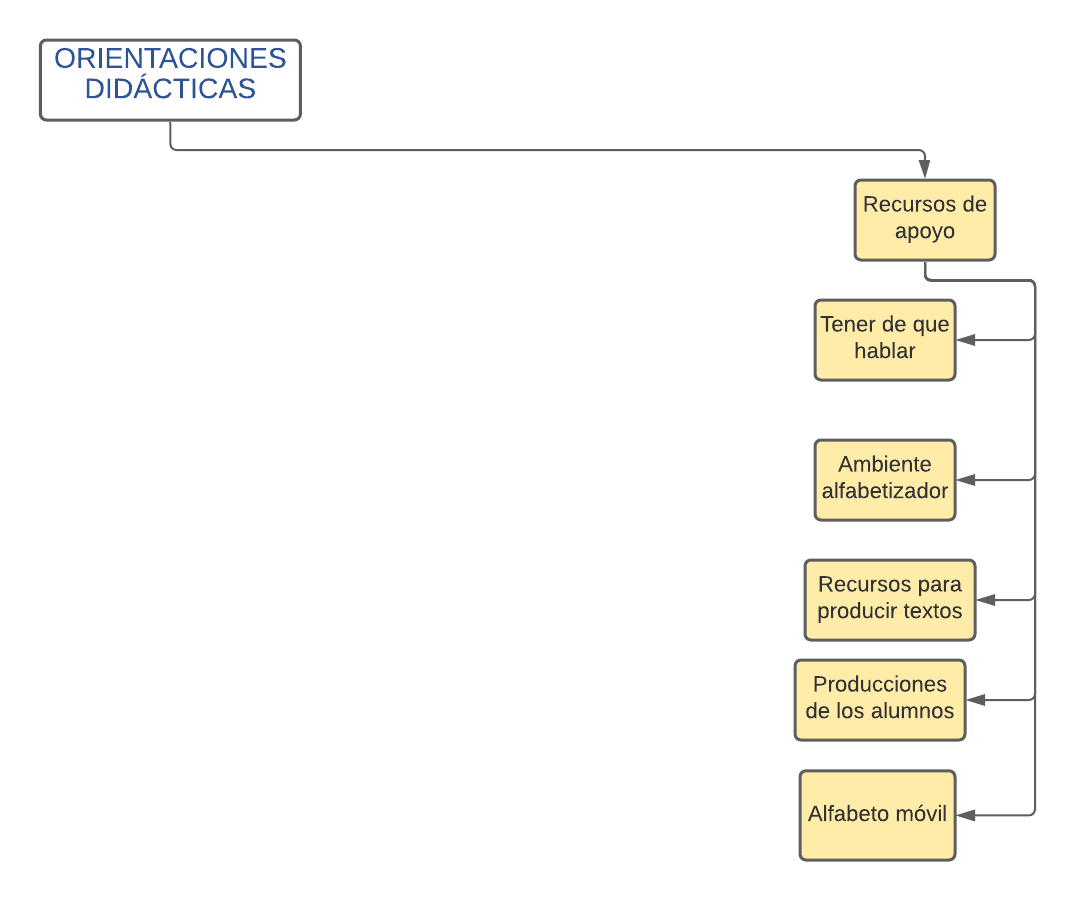 ORIENTACIONES
DIDÁCTICAS
Recursos de
apoyo
Tener de que
hablar
Ambiente
alfabetizador
Recursos para
producir textos
Producciones
de los alumnos
Alfabeto móvil